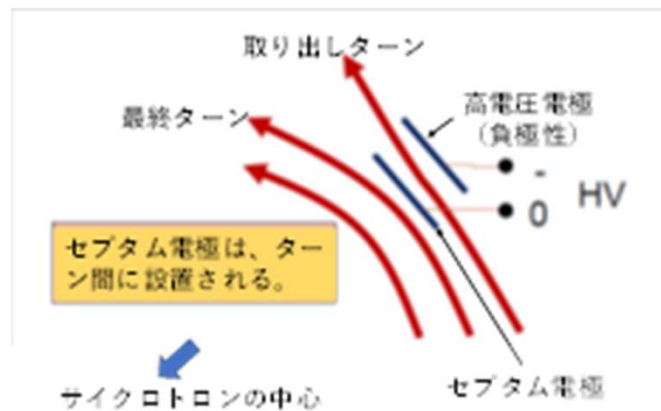 取り出しターン
最終ターン
高電圧電極
（負極性）
-
HV
0
セプタム電極は、ター
ン間に設置される。
セプタム電極
サイクロトロンの中心